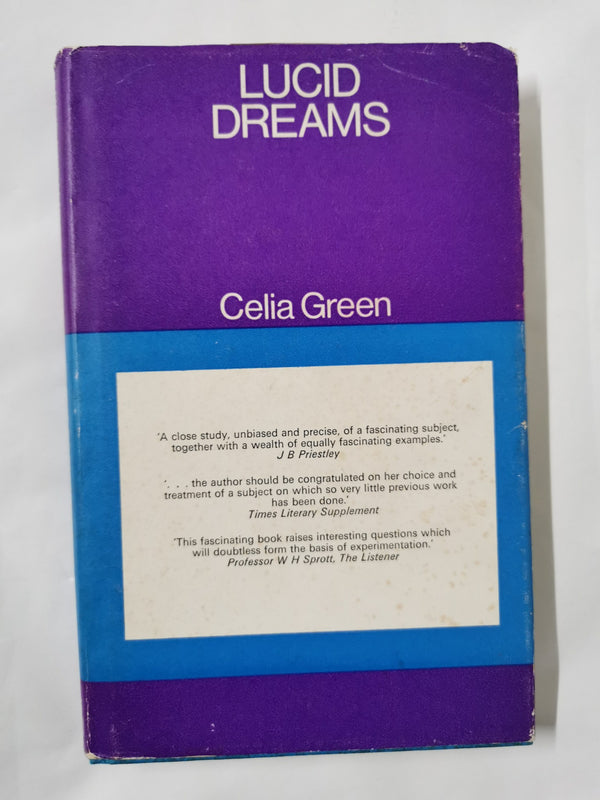 LUCID
DREAMS
Celia Green
'A close study, unbiased and precise, of a fascinating subject,
together with a wealth of equally fascinating examples.'
J B Priestley
'. . . the author should be congratulated on her choice and
treatment of a subject on which so very little previous work
has been done.'
Times Literary Supplement
'This fascinating book raises interesting questions which
will doubtless form the basis of experimentation.'
Professor W H Sprott, The Listener